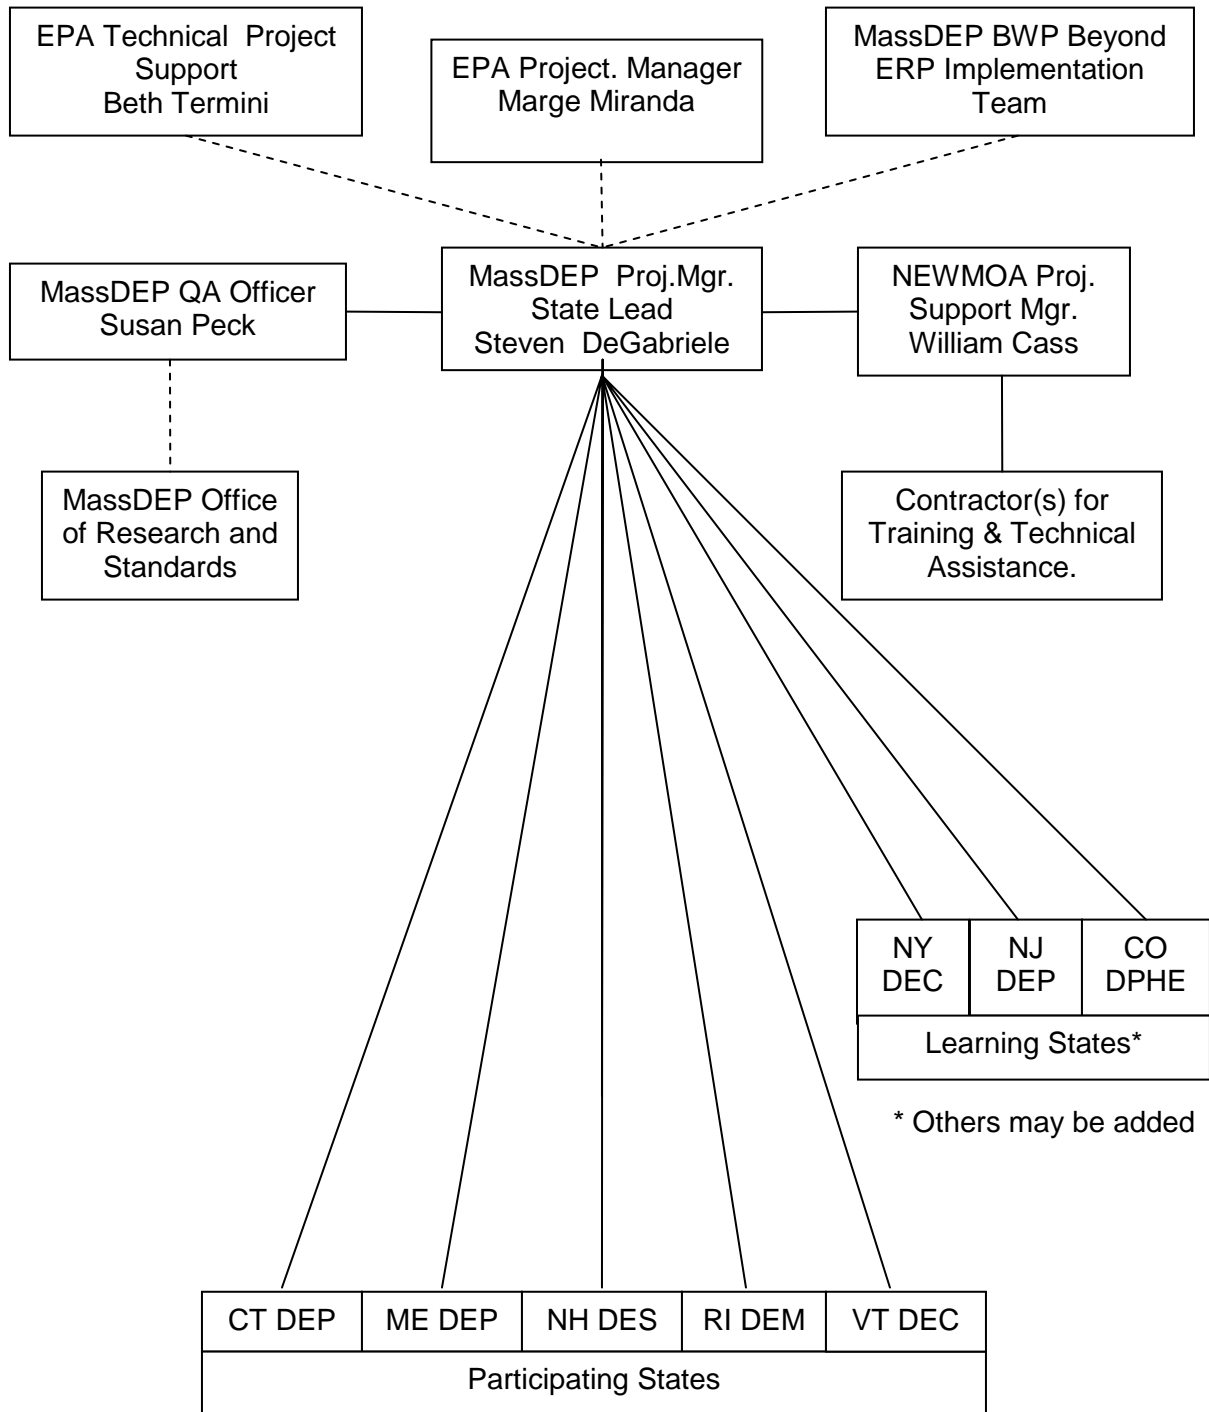 EPA Technical Project
Support
Beth Termini
EPA Project. Manager
Marge Miranda
MassDEP BWP Beyond
ERP Implementation
Team
MassDEP QA Officer
Susan Peck
MassDEP Proj.Mgr.
State Lead
Steven DeGabriele
NEWMOA Proj.
Support Mgr.
William Cass
MassDEP Office
of Research and
Standards
Contractor(s) for
Training & Technical
Assistance.
NY
DEC
NJ
DEP
CO
DPHE
Learning States*
* Others may be added
CT DEP
ME DEP
NH DES
RI DEM
VT DEC
Participating States